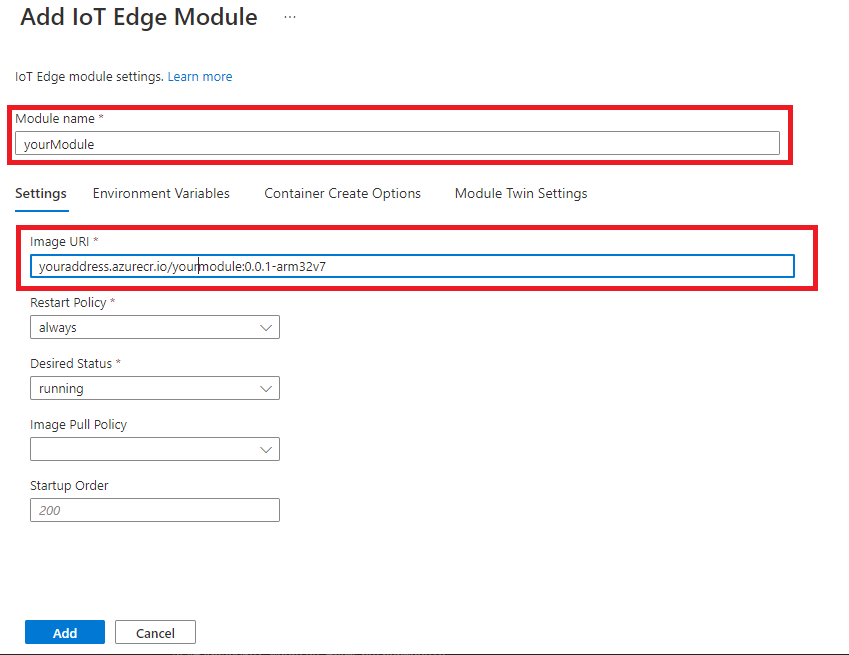 Add IoT Edge Module ...
IoT Edge module settings. Learn more
Module name *
yourModule
Settings Environment Variables Container Create Options Module Twin Settings
Image URI *
youraddress.azurecr.io/yourmodule:0.0.1-arm32v7
Restart Policy *
always
Desired Status *
running
Image Pull Policy
Startup Order
200
Add Cancel